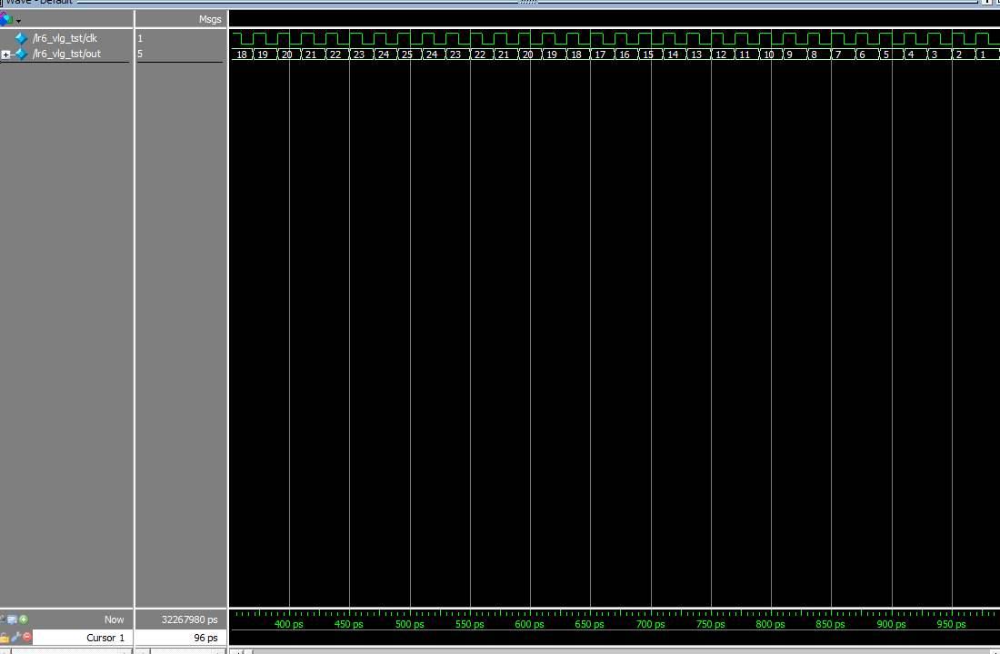 Wave - Default
Msgs
/lr6_vlg_tst/clk 1
/lr6_vlg_tst/out 5 18 19 20 21 22 23 24 25 24 23 22 21 20 19 18 17 16 15 14 13 12 11 10 9 8 7 6 5 4 3 2 1
Now 32267980 ps 400 ps 450 ps 500 ps 550 ps 600 ps 650 ps 700 ps 750 ps 800 ps 850 ps 900 ps 950 ps
Cursor 1 96 ps